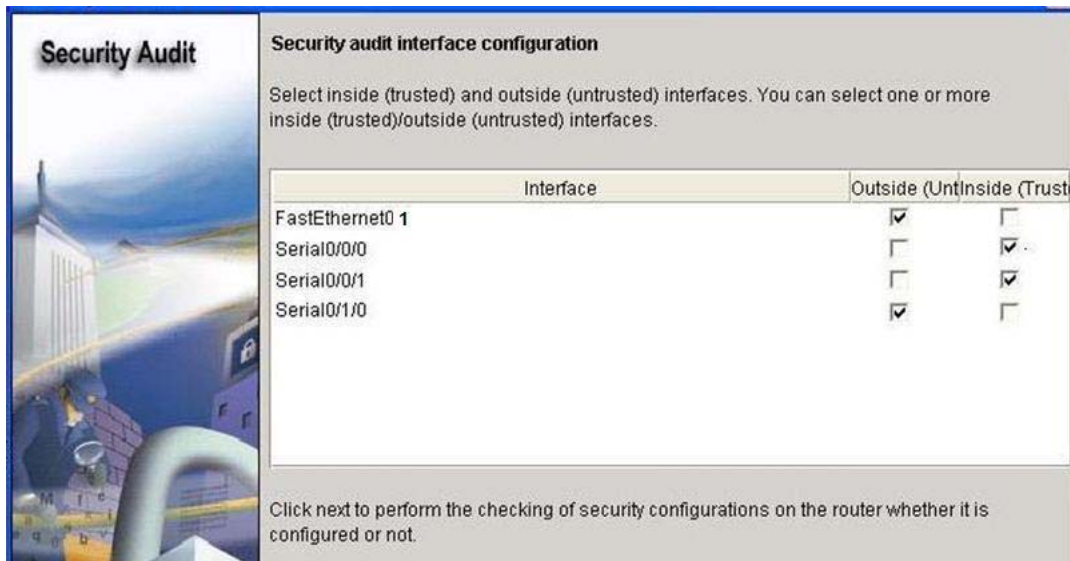 Security Audit
Security audit interface configuration
Select inside (trusted) and outside (untrusted) interfaces. You can select one or more
inside (trusted)/outside (untrusted) interfaces.
Interface Outside (Unt Inside (Trust
FastEthernet0 1
Serial0/0/0
Serial0/0/1
Serial0/1/0
Click next to perform the checking of security configurations on the router whether it is
configured or not.